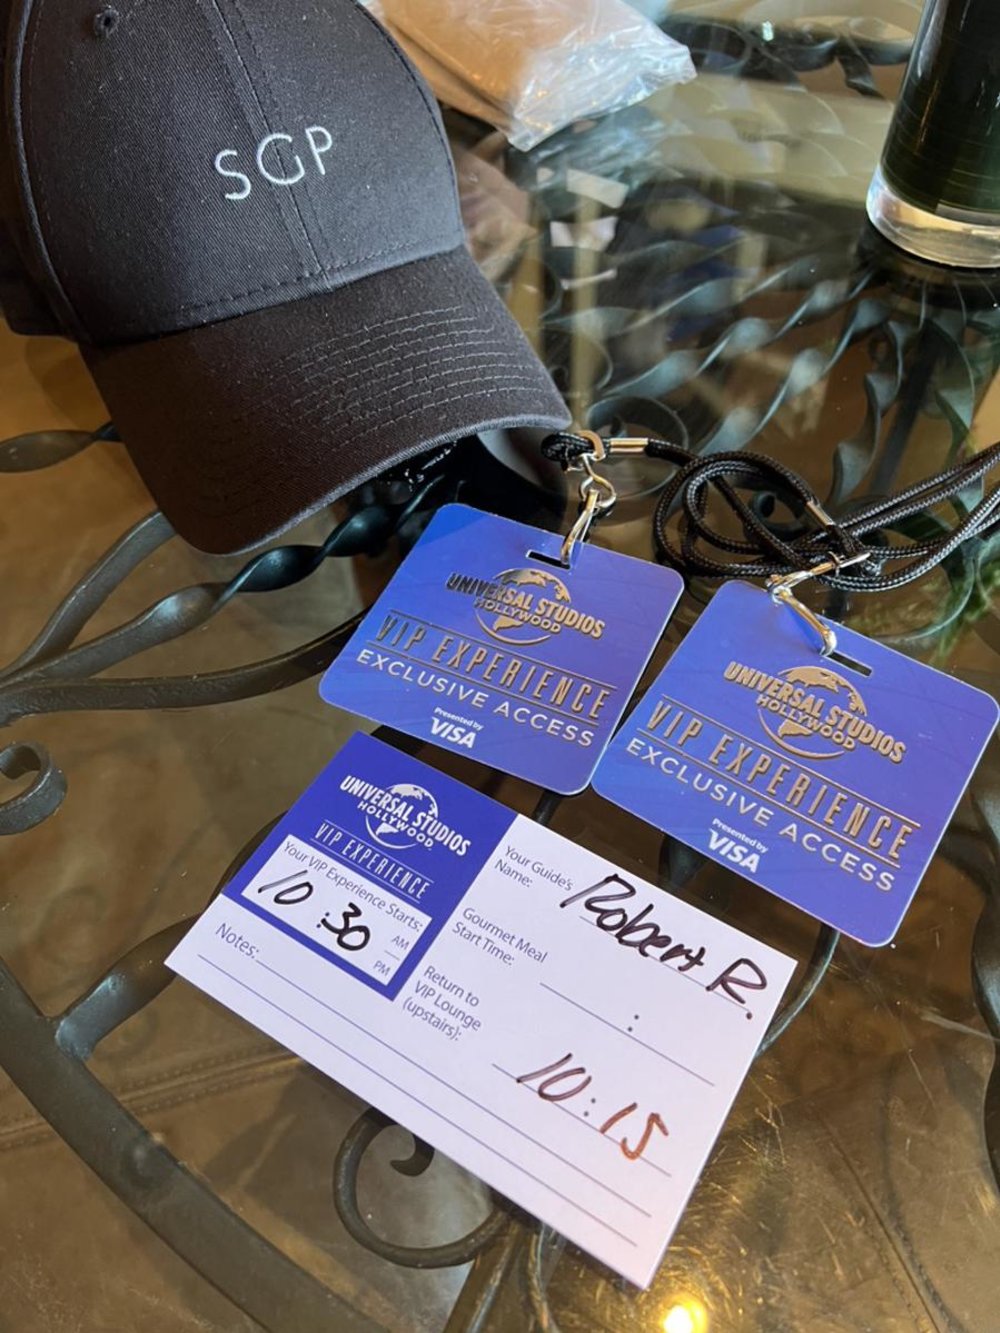 SGP
UNIVERSAL STUDIOS
HOLLYWOOD
VIP EXPERIENCE
EXCLUSIVE ACCESS
Presented by
VISA
UNIVERSAL STUDIOS
HOLLYWOOD
VIP EXPERIENCE
EXCLUSIVE ACCESS
Presented by
VISA
UNIVERSAL STUDIOS
HOLLYWOOD
VIP EXPERIENCE
Your VIP Experience Starts:
10:30
AM
PM
Notes:
Your Guide's
Name:
Robert R.
Gourmet Meal
Start Time:
:
Return to
VIP Lounge
(upstairs):
10:15